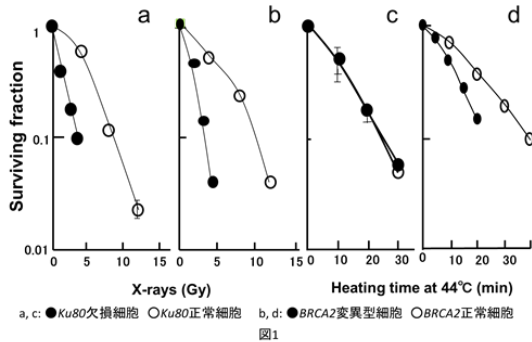 a b c d
Surviving fraction
1
0.1
0.01
0 5 10 15 0 5 10 15 0 10 20 30 0 10 20 30 40
X-rays (Gy) Heating time at 44℃ (min)
a, c: ●Ku80欠損細胞 ○Ku80正常細胞 b, d: ●BRCA2変異型細胞 ○BRCA2正常細胞
図1